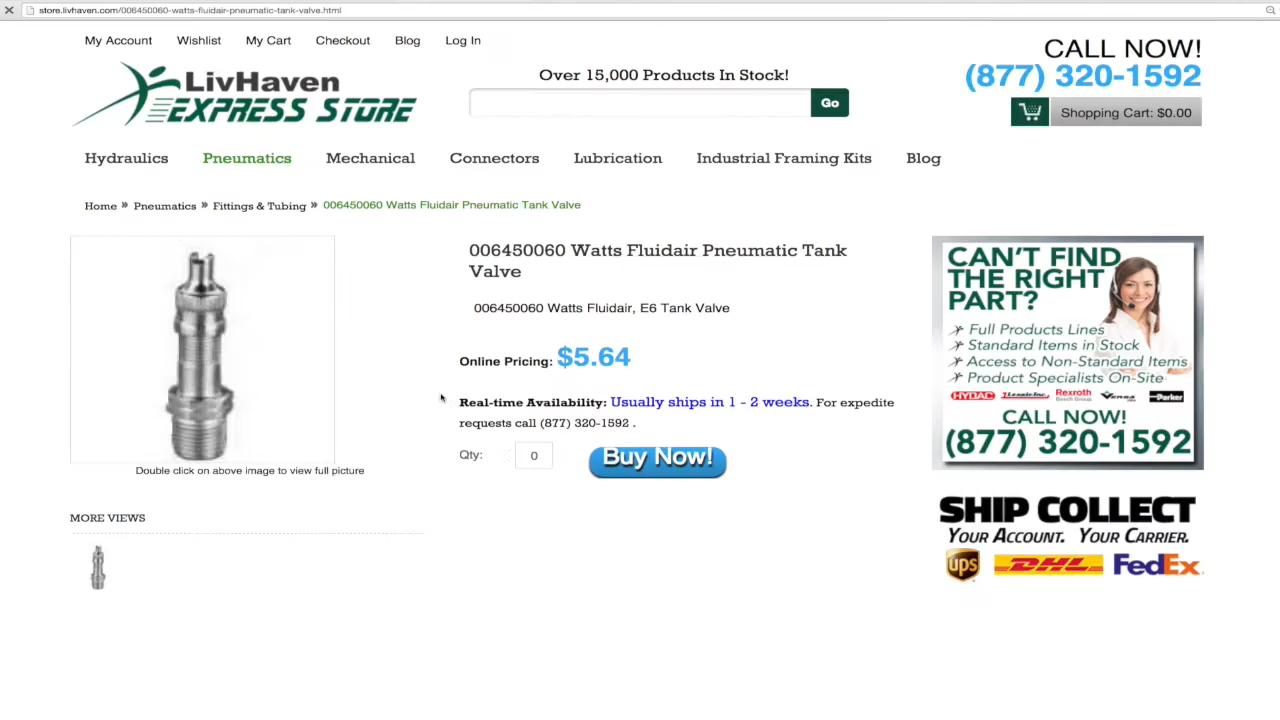 store.livhaven.com/006450060-watts-fluidair-pneumatic-tank-valve.html
My Account Wishlist My Cart Checkout Blog Log In
CALL NOW!
(877) 320-1592
LivHaven
EXPRESS STORE
Over 15,000 Products In Stock!
Go
Shopping Cart: $0.00
Hydraulics Pneumatics Mechanical Connectors Lubrication Industrial Framing Kits Blog
Home » Pneumatics » Fittings & Tubing » 006450060 Watts Fluidair Pneumatic Tank Valve
006450060 Watts Fluidair Pneumatic Tank
Valve
006450060 Watts Fluidair, E6 Tank Valve
Online Pricing: $5.64
Real-time Availability: Usually ships in 1 - 2 weeks. For expedite
requests call (877) 320-1592 .
Qty: 0 Buy Now!
Double click on above image to view full picture
MORE VIEWS
CAN'T FIND
THE RIGHT
PART?
Full Products Lines
Standard Items in Stock
Access to Non-Standard Items
Product Specialists On-Site
HYDAC Rexroth Parker
CALL NOW!
(877) 320-1592
SHIP COLLECT
YOUR ACCOUNT. YOUR CARRIER.
ups DHL FedEx